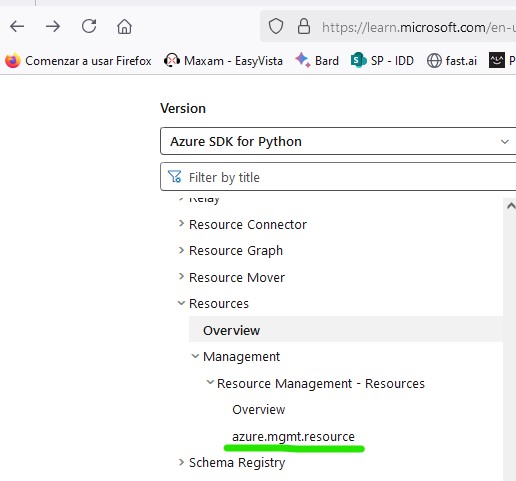 https://learn.microsoft.com/en-u
Comenzar a usar Firefox Maxam - EasyVista Bard SP - IDD fast.ai P
Version
Azure SDK for Python
Filter by title
Relay
Resource Connector
Resource Graph
Resource Mover
Resources
Overview
Management
Resource Management - Resources
Overview
azure.mgmt.resource
Schema Registry